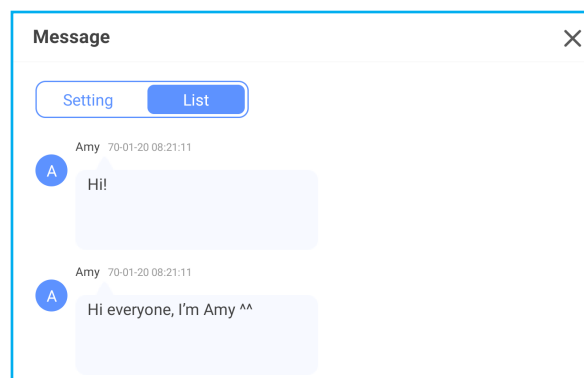 Message
Setting List
Amy 70-01-20 08:21:11
A
Hi!
Amy 70-01-20 08:21:11
A
Hi everyone, I’m Amy ^^